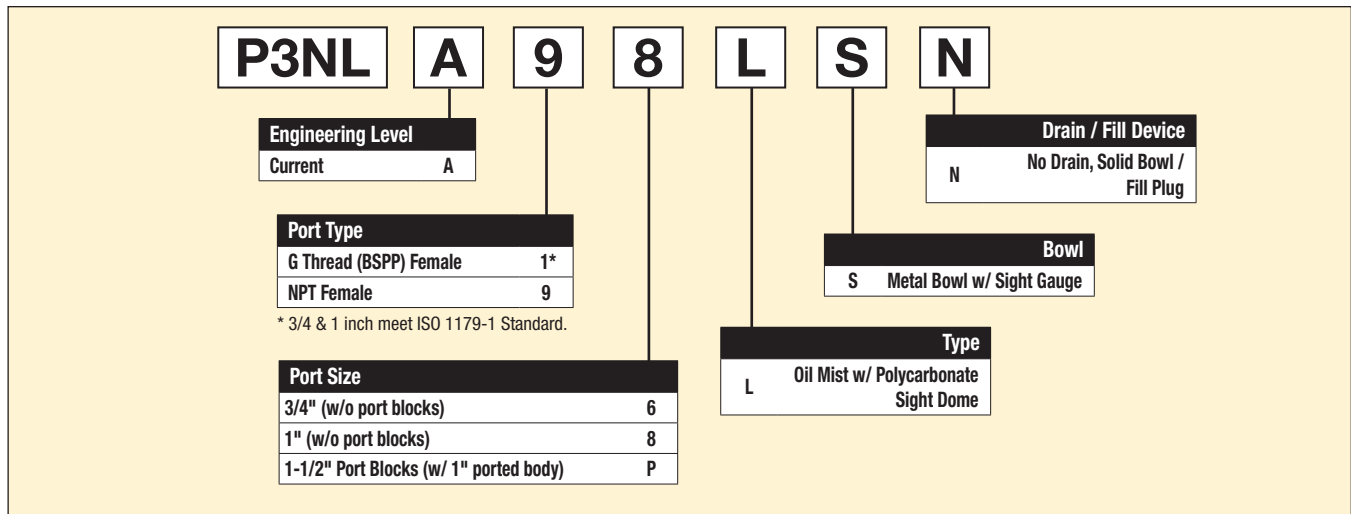 P3NL A 9 8 L S N
Engineering Level
Current A
Drain / Fill Device
N No Drain, Solid Bowl /
Fill Plug
Port Type
G Thread (BSPP) Female 1*
NPT Female 9
* 3/4 & 1 inch meet ISO 1179-1 Standard.
Bowl
S Metal Bowl w/ Sight Gauge
Type
L Oil Mist w/ Polycarbonate
Sight Dome
Port Size
3/4" (w/o port blocks) 6
1" (w/o port blocks) 8
1-1/2" Port Blocks (w/ 1" ported body) P